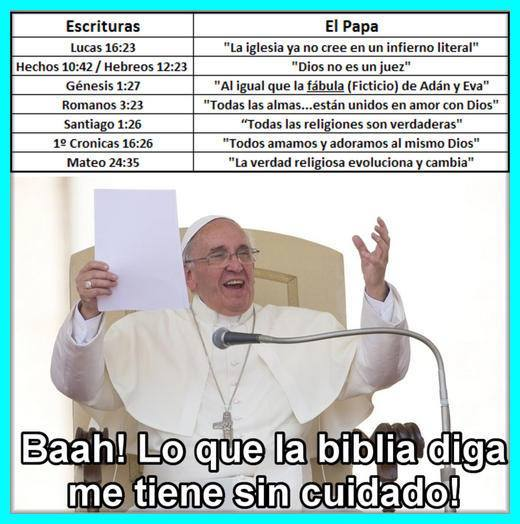 Escrituras El Papa
Lucas 16:23 "La iglesia ya no cree en un infierno literal"
Hechos 10:42 / Hebreos 12:23 "Dios no es un juez"
Génesis 1:27 "Al igual que la fábula (Ficticio) de Adán y Eva"
Romanos 3:23 "Todas las almas...están unidos en amor con Dios"
Santiago 1:26 “Todas las religiones son verdaderas"
1º Cronicas 16:26 "Todos amamos y adoramos al mismo Dios"
Mateo 24:35 "La verdad religiosa evoluciona y cambia"
Baah! Lo que la biblia diga
me tiene sin cuidado!